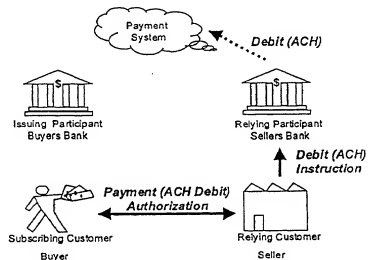 Payment
System
Debit (ACH)
$
$
Issuing Participant
Buyers Bank
Relying Participant
Sellers Bank
Debit (ACH)
Instruction
Payment (ACH Debit)
Authorization
Subscribing Customer
Buyer
Relying Customer
Seller